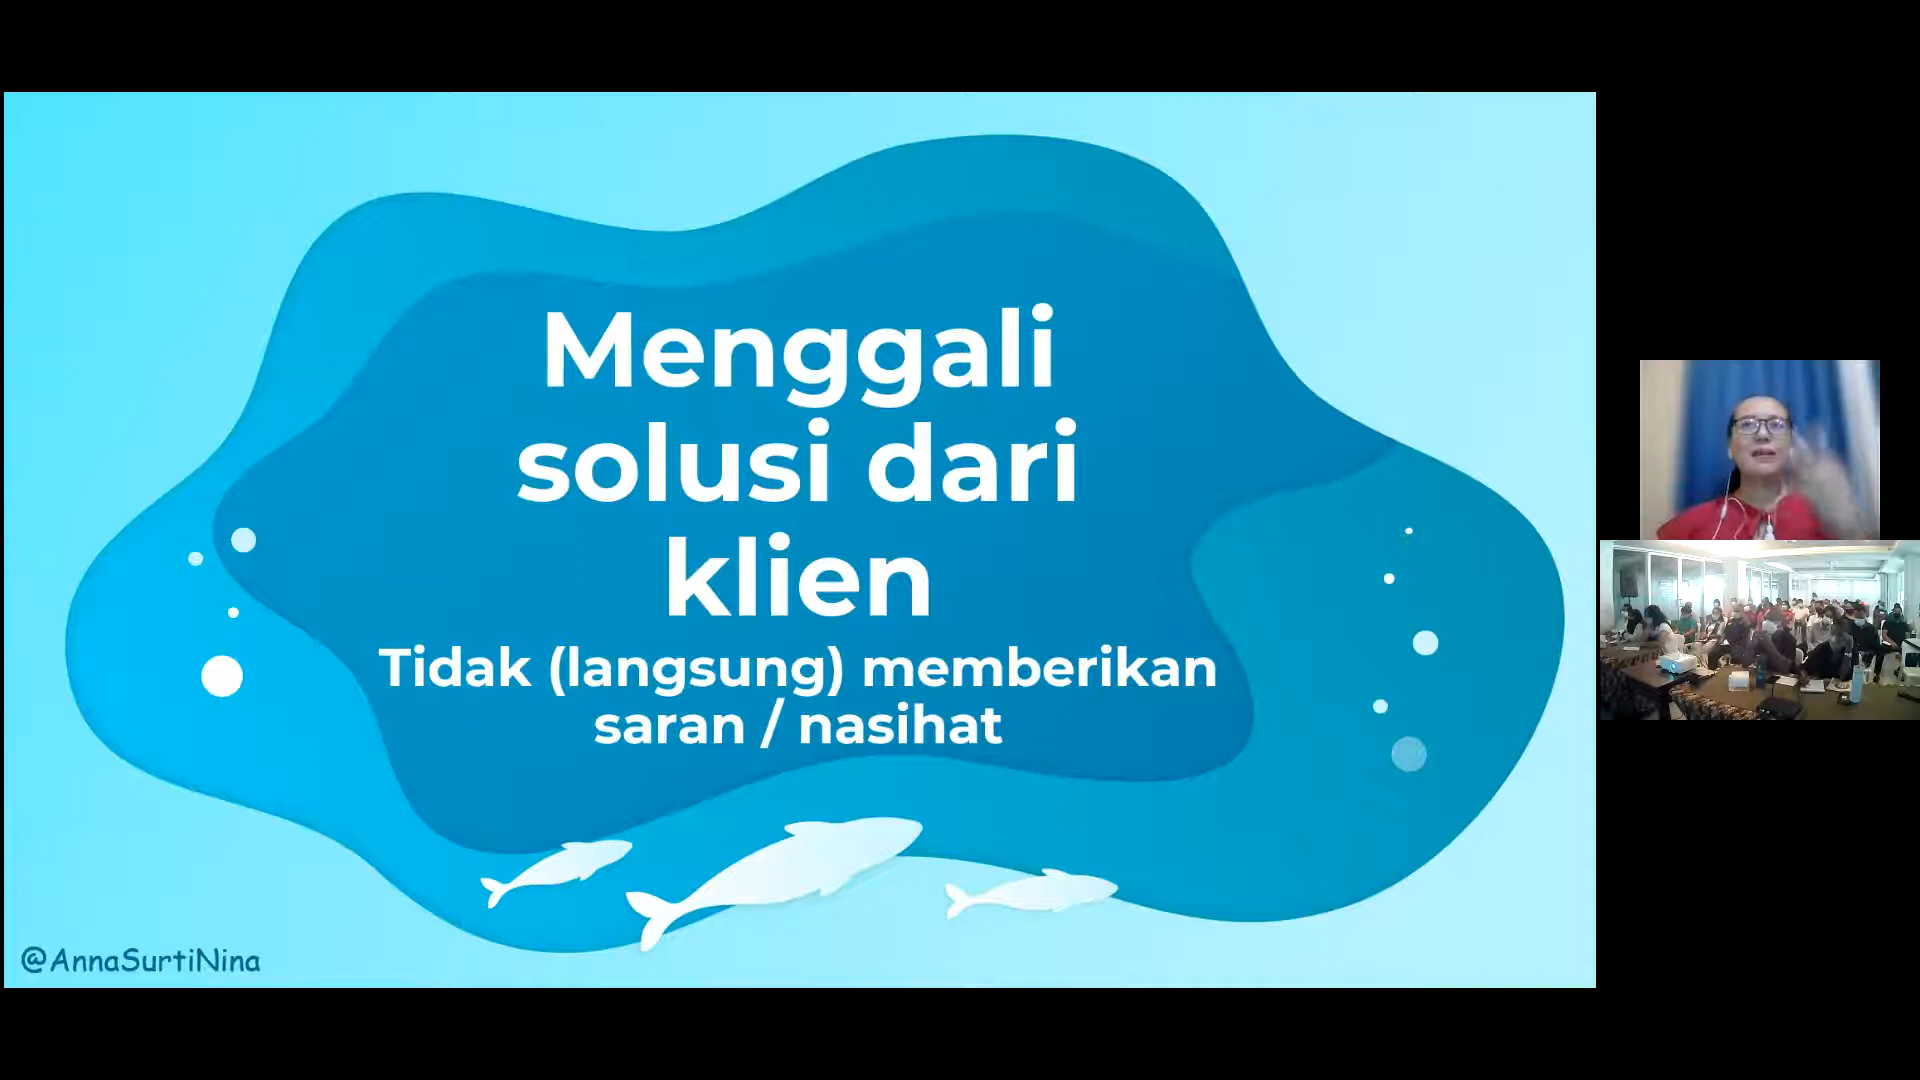 Menggali
solusi dari
klien
Tidak (langsung) memberikan
saran / nasihat
@AnnaSurtiNina